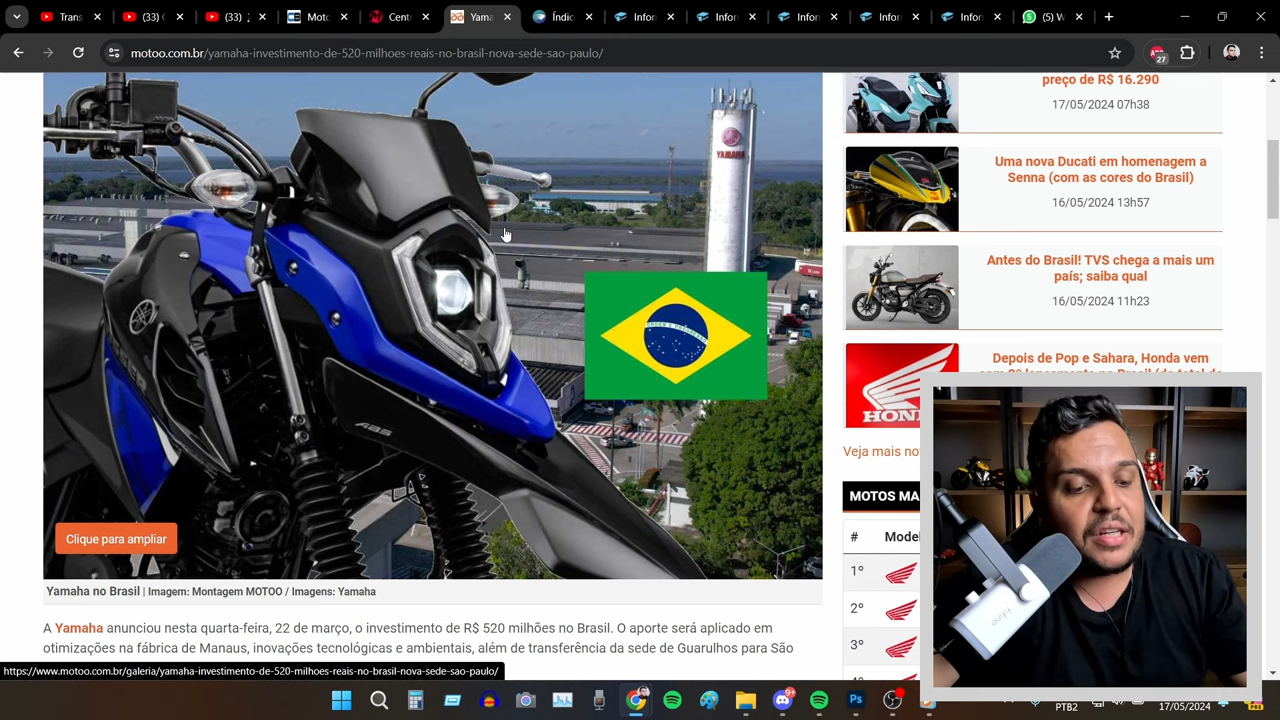 Trans
(33)
(33)
Moto
Cent
Yama
Índic
Infor
Infor
Infor
Infor
Infor
(5) W
motoo.com.br/yamaha-investimento-de-520-milhoes-reais-no-brasil-nova-sede-sao-paulo/
27
YAMAHA
ABS
Clique para ampliar
Yamaha no Brasil | Imagem: Montagem MOTOO / Imagens: Yamaha
A Yamaha anunciou nesta quarta-feira, 22 de março, o investimento de R$ 520 milhões no Brasil. O aporte será aplicado em
otimizações na fábrica de Manaus, inovações tecnológicas e ambientais, além de transferência da sede de Guarulhos para São
preço de R$ 16.290
17/05/2024 07h38
Uma nova Ducati em homenagem a
Senna (com as cores do Brasil)
16/05/2024 13h57
Antes do Brasil! TVS chega a mais um
país; saiba qual
16/05/2024 11h23
Depois de Pop e Sahara, Honda vem
HON
Veja mais no
MOTOS MA
# Model
1º
2º
3º
https://www.motoo.com.br/galeria/yamaha-investimento-de-520-milhoes-reais-no-brasil-nova-sede-sao-paulo/
PTB2
17/05/2024